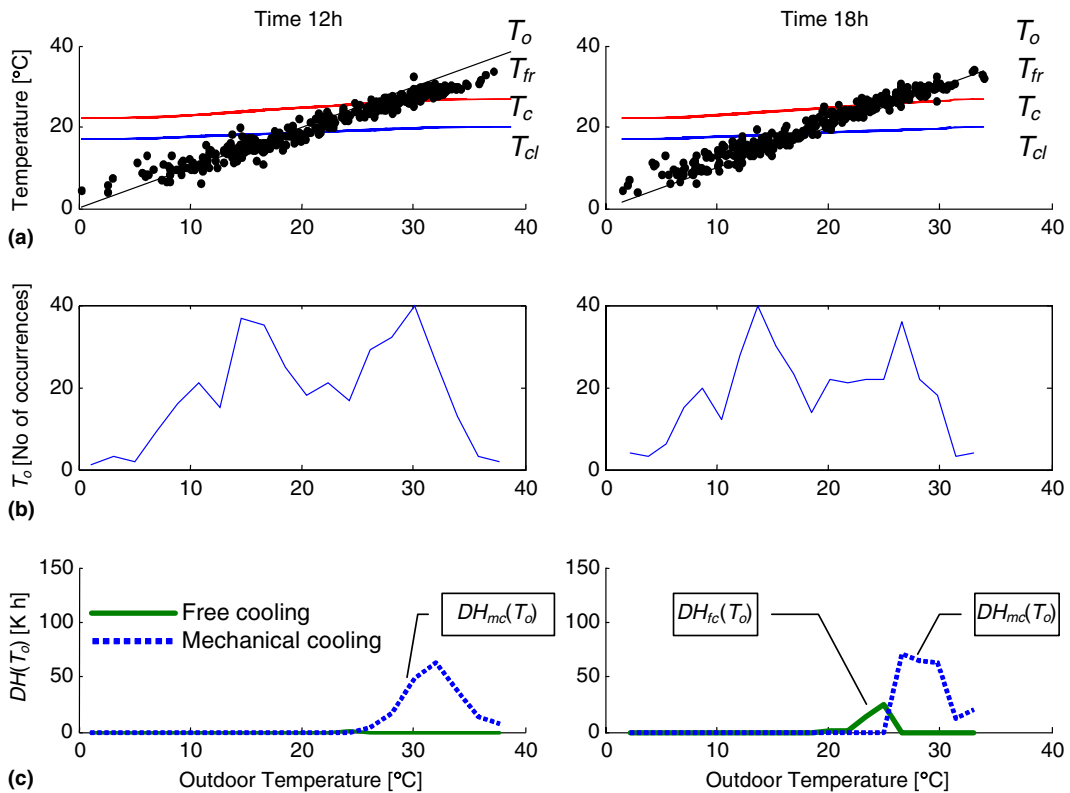 Time 12h
Time 18h
Temperature [°C]
40
20
0
0
10
20
30
40
T_o
T_fr
T_c
T_cl
40
20
0
0
10
20
30
40
T_o
T_fr
T_c
T_cl
(a)
T_o [No of occurrences]
40
20
0
0
10
20
30
40
40
20
0
0
10
20
30
40
(b)
DH(T_o) [K h]
150
100
50
0
Free cooling
Mechanical cooling
DH_mc(T_o)
0
10
20
30
40
Outdoor Temperature [°C]
150
100
50
0
DH_fc(T_o)
DH_mc(T_o)
0
10
20
30
40
Outdoor Temperature [°C]
(c)